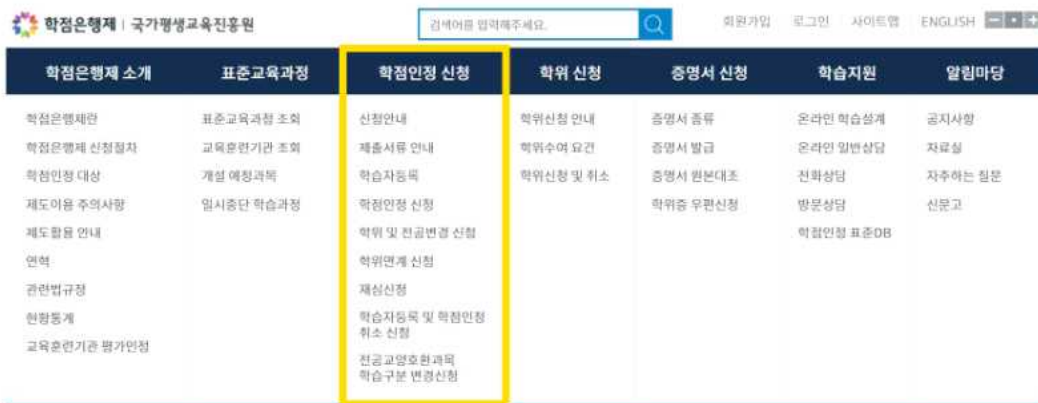 학점은행제 | 국가평생교육진흥원
검색어를 입력해주세요.
회원가입 로그인 사이트맵 ENGLISH
학점은행제 소개 표준교육과정 학점인정 신청 학위 신청 증명서 신청 학습지원 알림마당
학점은행제란 표준교육과정 조회 신청안내 학위신청 안내 증명서 종류 온라인 학습설계 공지사항
학점은행제 신청절차 교육훈련기관 조회 제출서류 안내 학위수여 요건 증명서 발급 온라인 일반상담 자료실
학점인정 대상 개설 예정과목 학습자등록 학위신청 및 취소 증명서 원본대조 전화상담 자주하는 질문
제도이용 주의사항 일시중단 학습과정 학점인정 신청 학위증 우편신청 방문상담 신문고
제도활용 안내 학위 및 전공변경 신청 학점인정 표준DB
연혁 학위연계 신청
관련법규정 재심신청
현황통계 학습자등록 및 학점인정
취소 신청
교육훈련기관 평가인정
전공교양호환과목
학습구분 변경신청